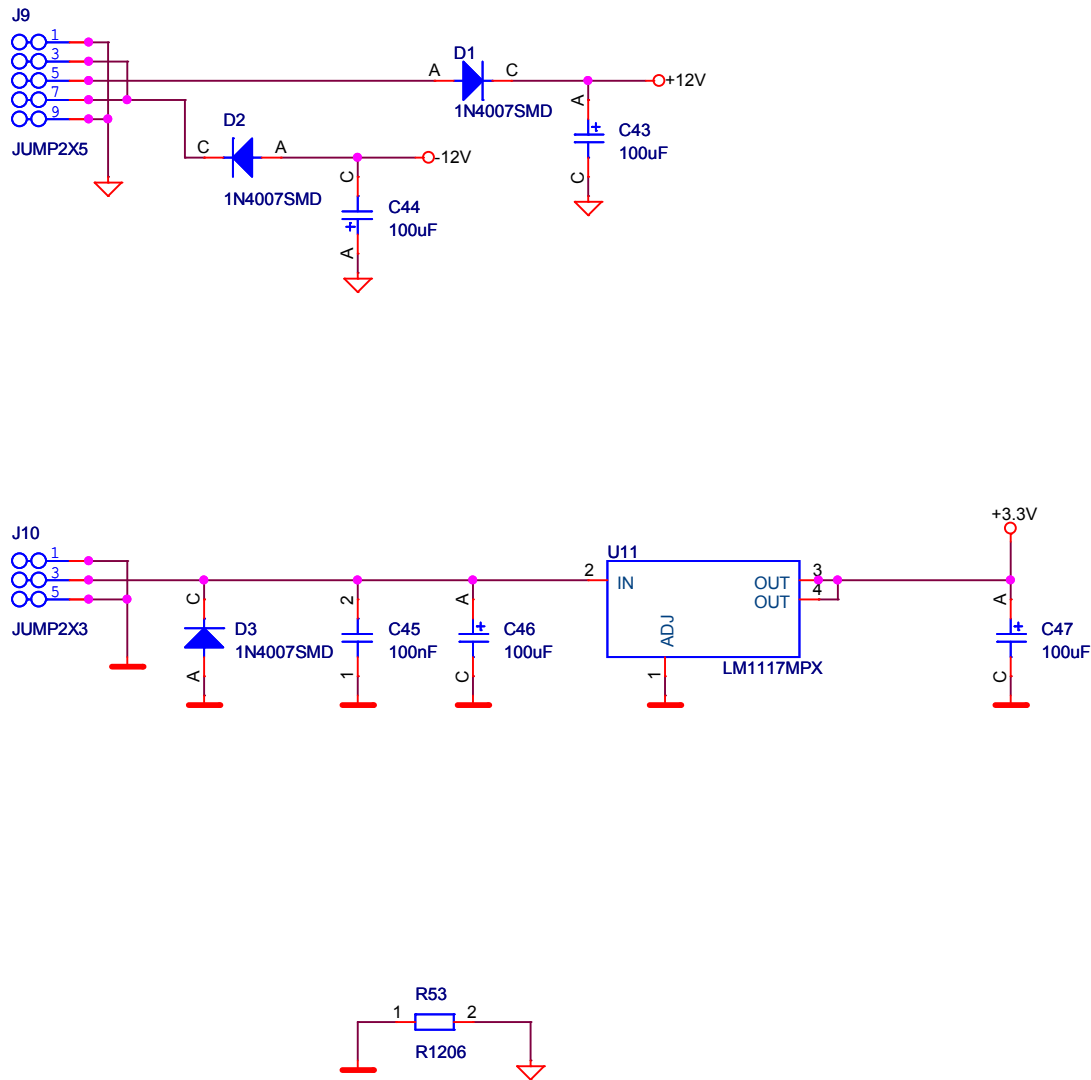 J9
1
3
5
7
9
JUMP2X5
D1
A
C
1N4007SMD
+12V
A
+
C43
100uF
C
D2
C
A
1N4007SMD
-12V
C
C44
100uF
+
A
J10
1
3
5
JUMP2X3
C
D3
1N4007SMD
A
2
C45
100nF
1
A
+
C46
100uF
C
U11
2
IN
OUT
3
OUT
4
ADJ
1
LM1117MPX
+3.3V
A
+
C47
100uF
C
R53
1
2
R1206